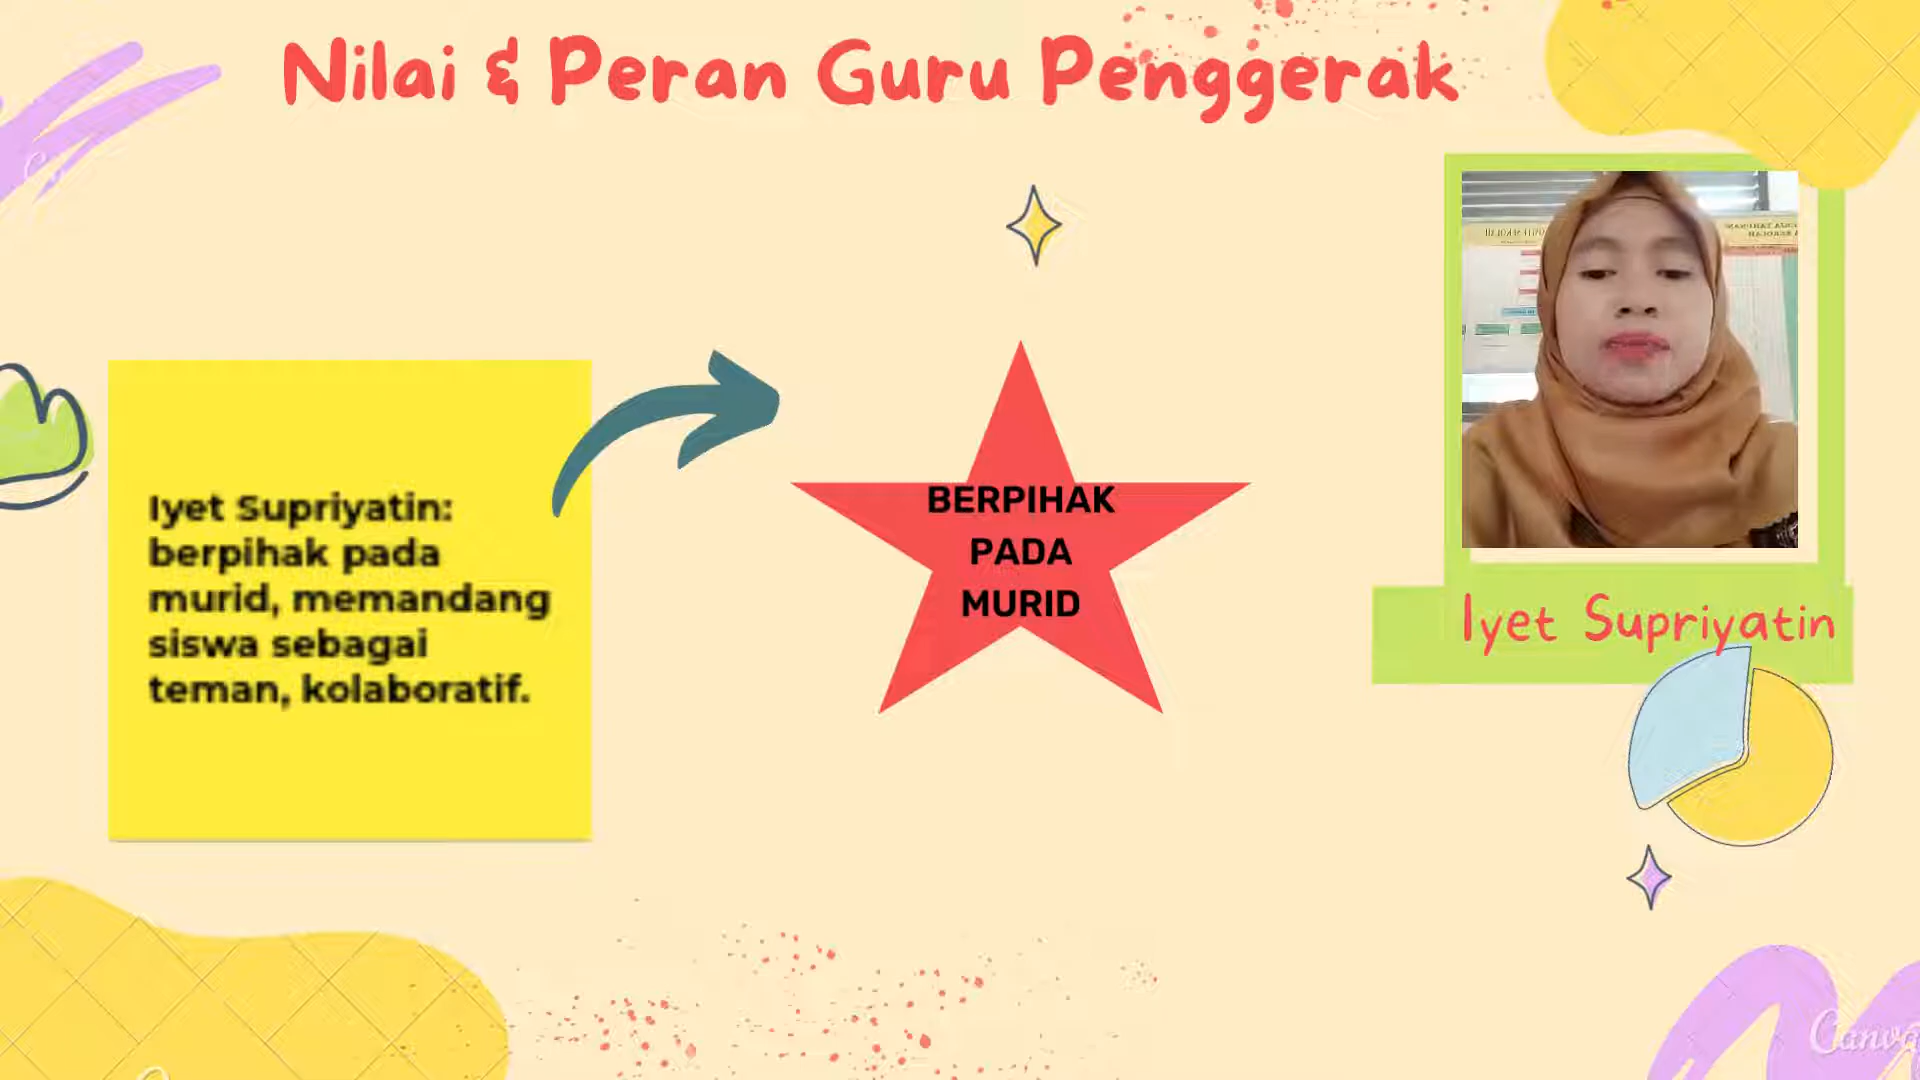 Nilai & Peran Guru Penggerak
Iyet Supriyatin:
berpihak pada
murid, memandang
siswa sebagai
teman, kolaboratif.
BERPIHAK
PADA
MURID
Iyet Supriyatin
Canva